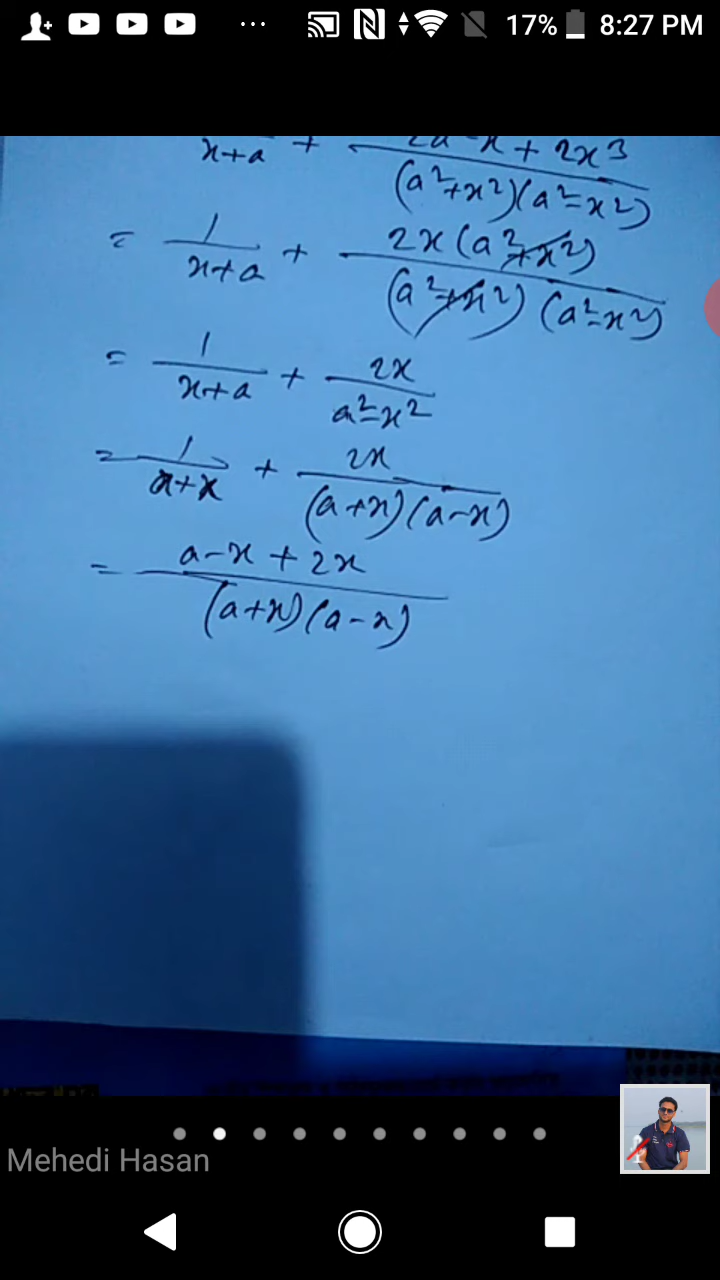 17% 8:27 PM
x+a + 2x3
(a2+x2)(a2-x2)
= 1/x+a + 2x(a2+x2)/(a2+x2)(a2-x2)
= 1/x+a + 2x/a2-x2
= 1/a+x + 2x/(a+x)(a-x)
= a-x+2x/(a+x)(a-x)
Mehedi Hasan